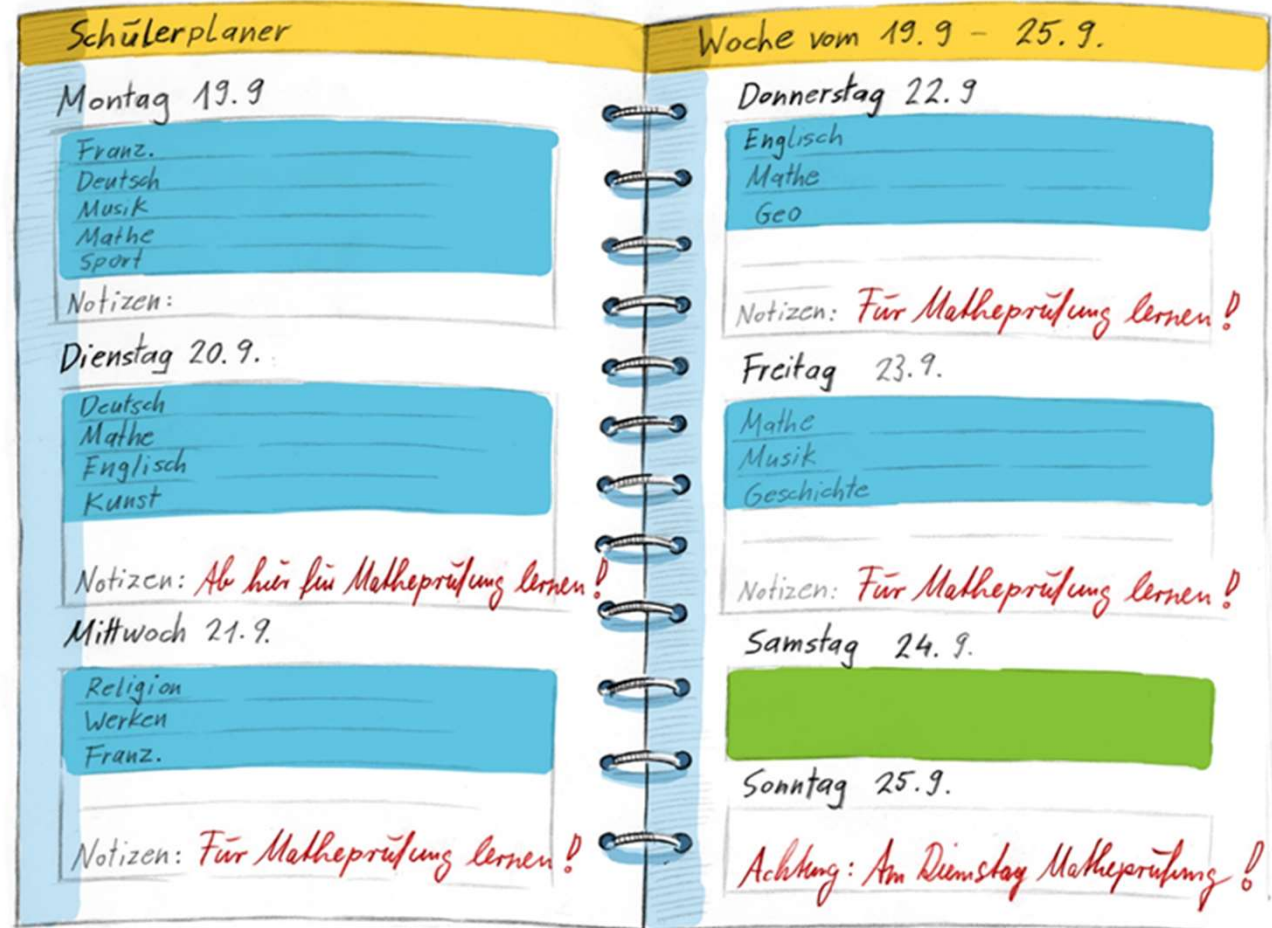 Schülerplaner
Montag 19.9
Franz.
Deutsch
Musik
Mathe
Sport
Notizen:
Dienstag 20.9.
Deutsch
Mathe
Englisch
Kunst
Notizen: Ab hier für Matheprüfung lernen!
Mittwoch 21.9.
Religion
Werken
Franz.
Notizen: Für Matheprüfung lernen!
Woche vom 19.9 - 25.9.
Donnerstag 22.9
Englisch
Mathe
Geo
Notizen: Für Matheprüfung lernen!
Freitag 23.9.
Mathe
Musik
Geschichte
Notizen: Für Matheprüfung lernen!
Samstag 24.9.
Sonntag 25.9.
Achtung: Am Dienstag Matheprüfung!